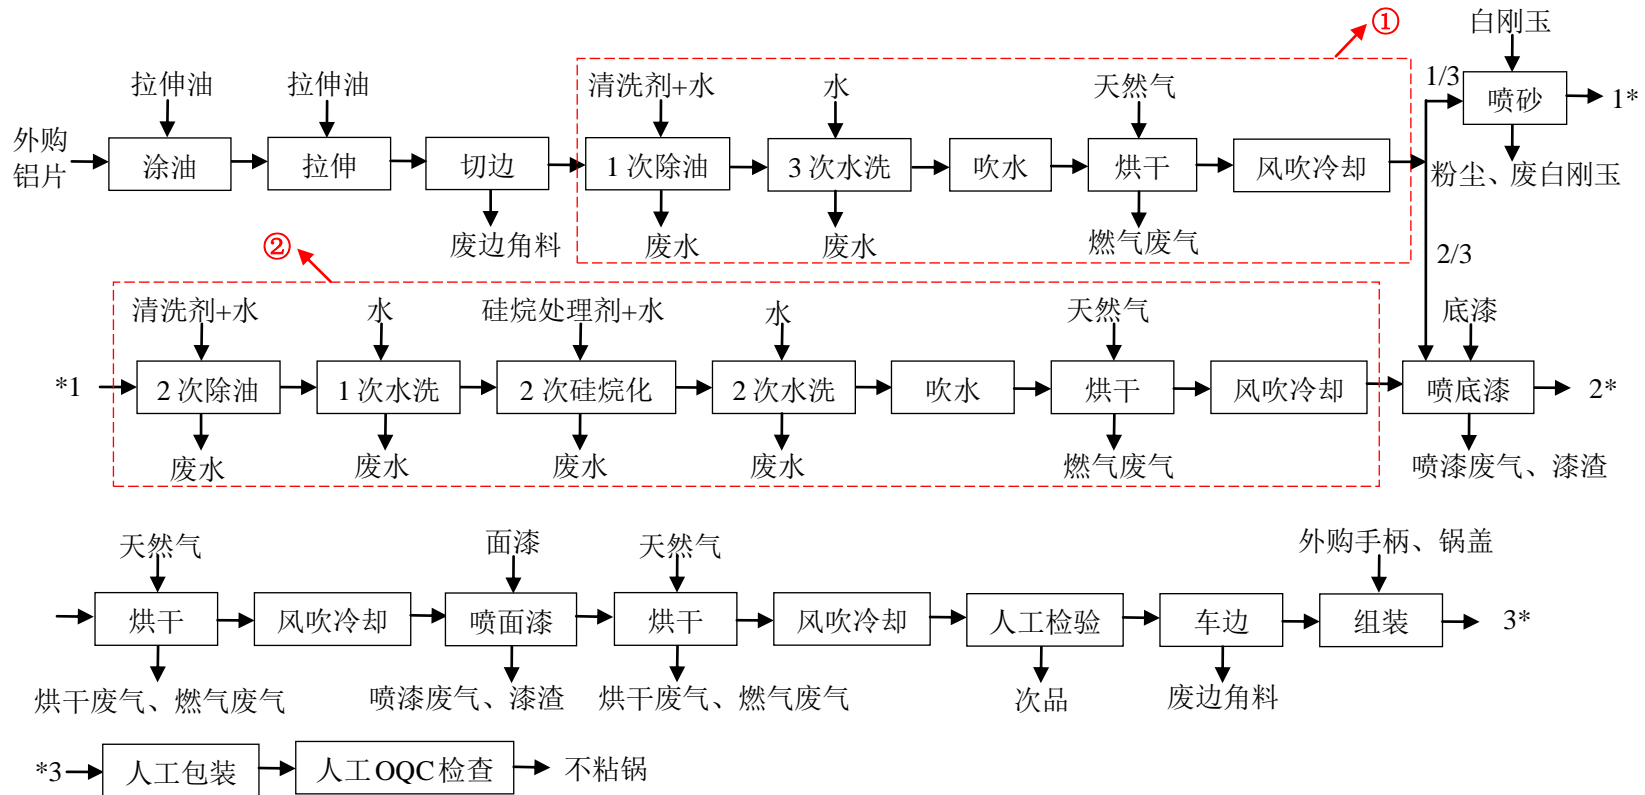 ①
白刚玉
拉伸油
拉伸油
清洗剂+水
水
天然气
1/3
喷砂
1*
外购
铝片
涂油
拉伸
切边
1次除油
3次水洗
吹水
烘干
风吹冷却
粉尘、废白刚玉
废边角料
废水
废水
燃气废气
②
2/3
清洗剂+水
水
硅烷处理剂+水
水
天然气
底漆
*1
2次除油
1次水洗
2次硅烷化
2次水洗
吹水
烘干
风吹冷却
喷底漆
2*
废水
废水
废水
废水
燃气废气
喷漆废气、漆渣
天然气
面漆
天然气
外购手柄、锅盖
烘干
风吹冷却
喷面漆
烘干
风吹冷却
人工检验
车边
组装
3*
烘干废气、燃气废气
喷漆废气、漆渣
烘干废气、燃气废气
次品
废边角料
*3
人工包装
人工OQC检查
不粘锅